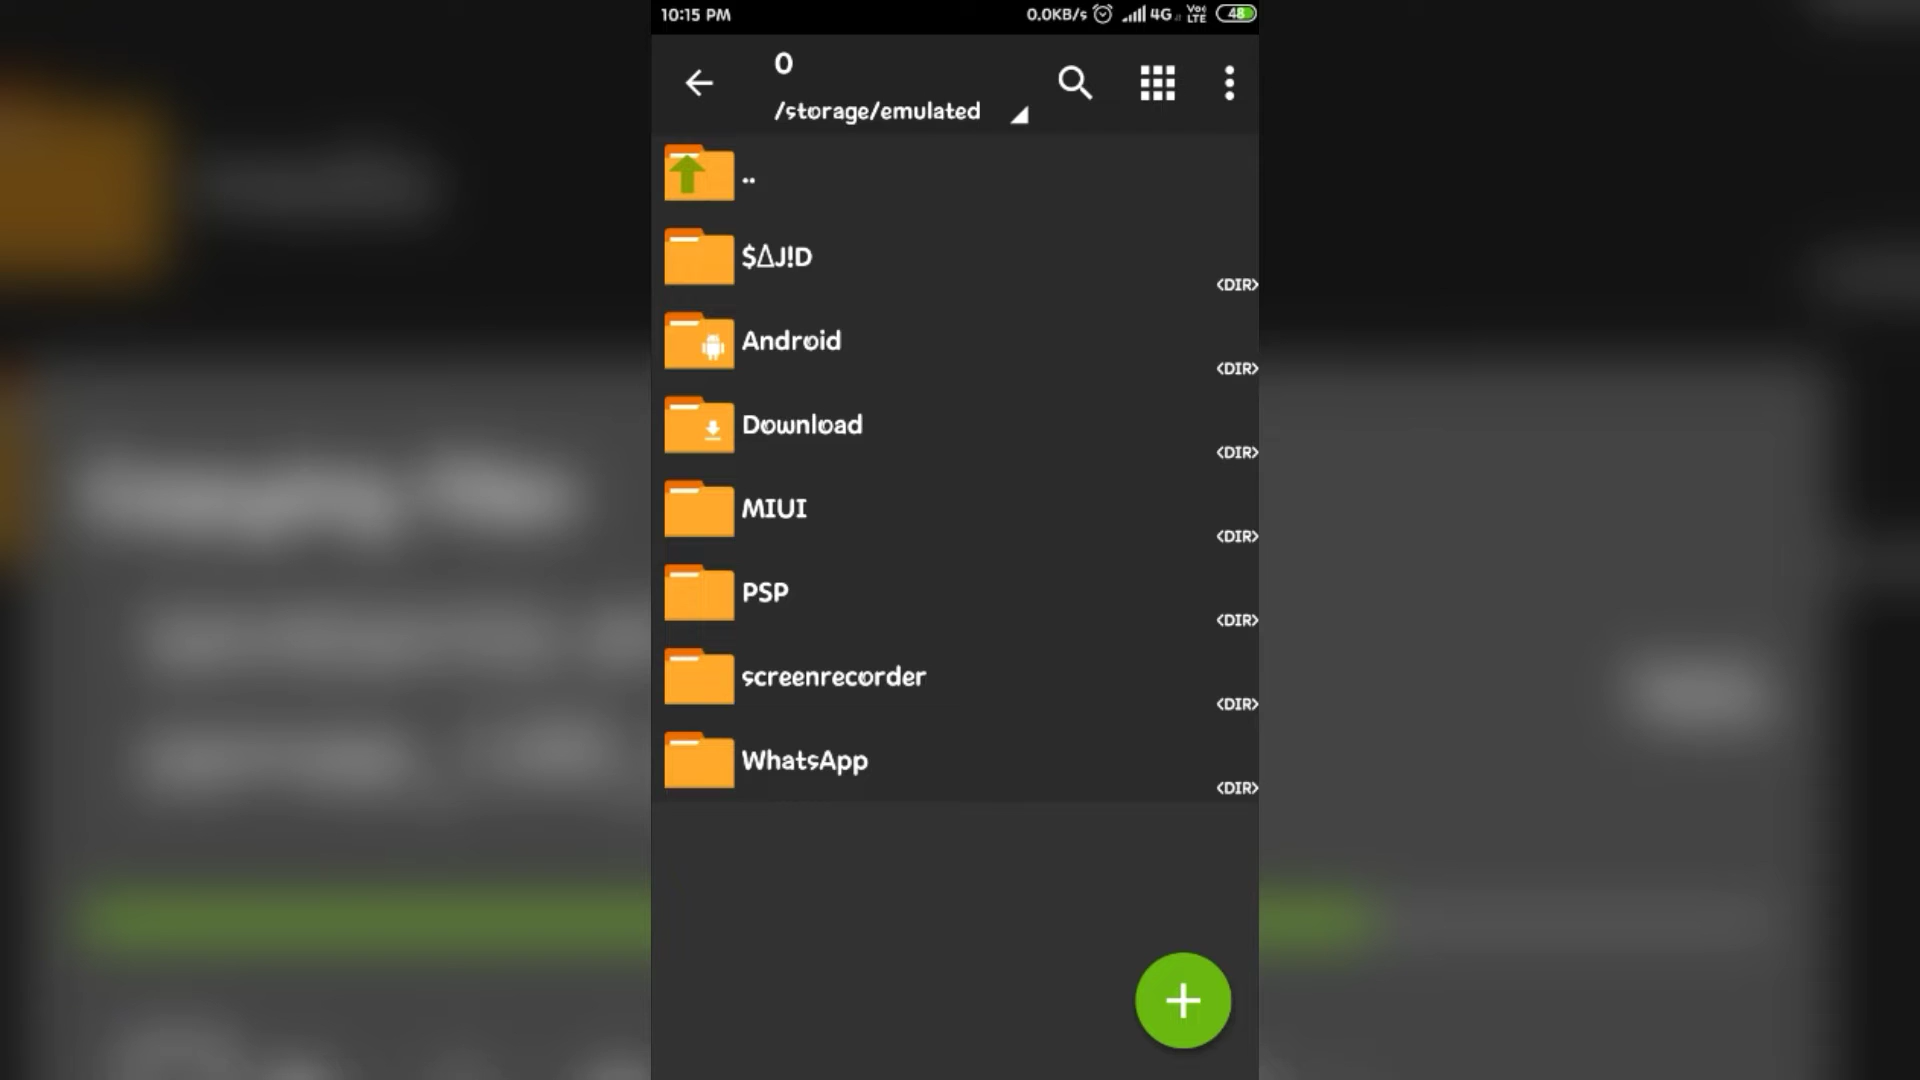 10:15 PM
0.0KB/s 4G Vo LTE 48
0
/storage/emulated
..
$ΔJ!D
<DIR>
Android
<DIR>
Download
<DIR>
MIUI
<DIR>
PSP
<DIR>
screenrecorder
<DIR>
WhatsApp
<DIR>